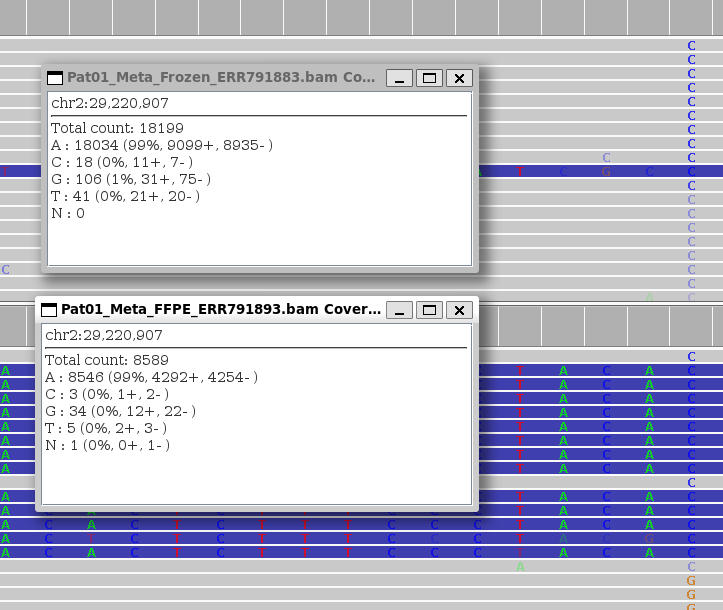 C
C
C
Pat01_Meta_Frozen_ERR791883.bam Co...
C
C
chr2:29,220,907
C
C
Total count: 18199
C
A : 18034 (99%, 9099+, 8935- )
C
C : 18 (0%, 11+, 7- )
C C
G : 106 (1%, 31+, 75- )
T T C G C C
T : 41 (0%, 21+, 20- )
C
C
N : 0
C
C
C
C
C C
C
A C
Pat01_Meta_FFPE_ERR791893.bam Cover...
chr2:29,220,907
Total count: 8589
A : 8546 (99%, 4292+, 4254- )
C : 3 (0%, 1+, 2- )
G : 34 (0%, 12+, 22- )
T : 5 (0%, 2+, 3- )
N : 1 (0%, 0+, 1- )
C
A T A C A C
A T A C A C
A T A C A C
A T A C A C
A T A C A C
A T A C A C
A T A C A C
A T A C A C
C
A T A C A C
A C A C T C T T T C C C T A C A C
A C A C T C T T T C C C T A C A C
A C T C T C T T T C C C T A C G C
A C A C T C T T T C C C T A C A C
A C
G
G
G